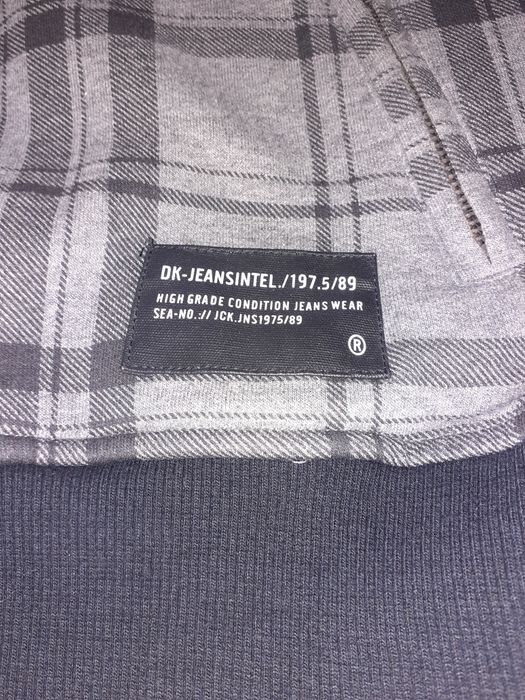 DK-JEANSINTEL./197.5/89
HIGH GRADE CONDITION JEANS WEAR
SEA-NO.:// JCK.JNS1975/89
®